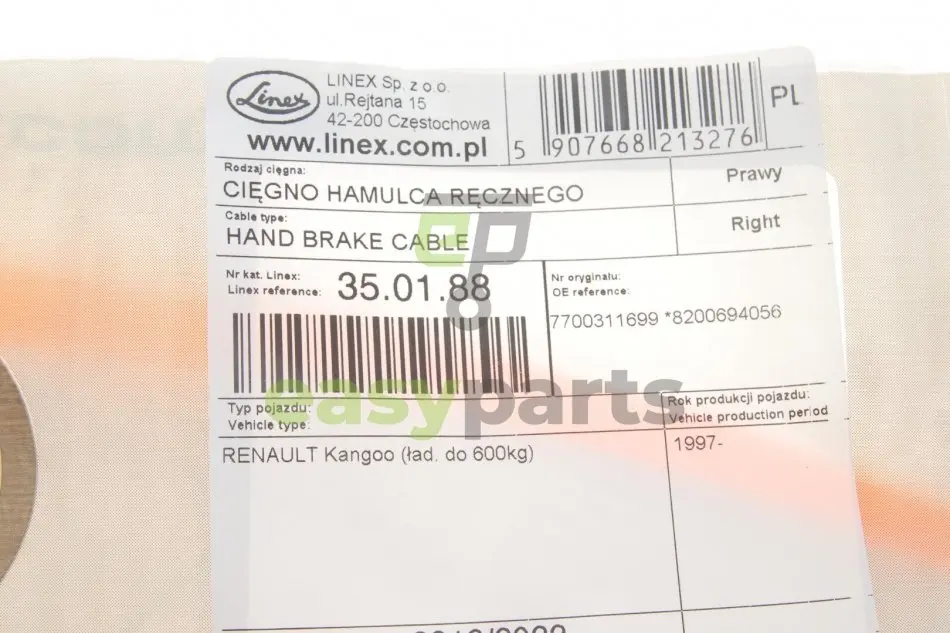 Linex
LINEX Sp. z o.o.
ul.Rejtana 15
42-200 Częstochowa
www.linex.com.pl
PL
5 907668 213276
Rodzaj cięgna:
CIĘGNO HAMULCA RĘCZNEGO
Prawy
Cable type:
HAND BRAKE CABLE
Right
Nr kat. Linex:
Linex reference:
35.01.88
Nr oryginału:
OE reference:
7700311699 *8200694056
easyparts
Typ pojazdu:
Vehicle type:
Rok produkcji pojazdu:
Vehicle production period
RENAULT Kangoo (ład. do 600kg)
1997-